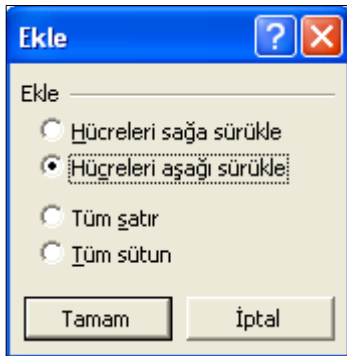 Ekle
Ekle
Hücreleri sağa sürükle
Hücreleri aşağı sürükle
Tüm satır
Tüm sütun
Tamam İptal